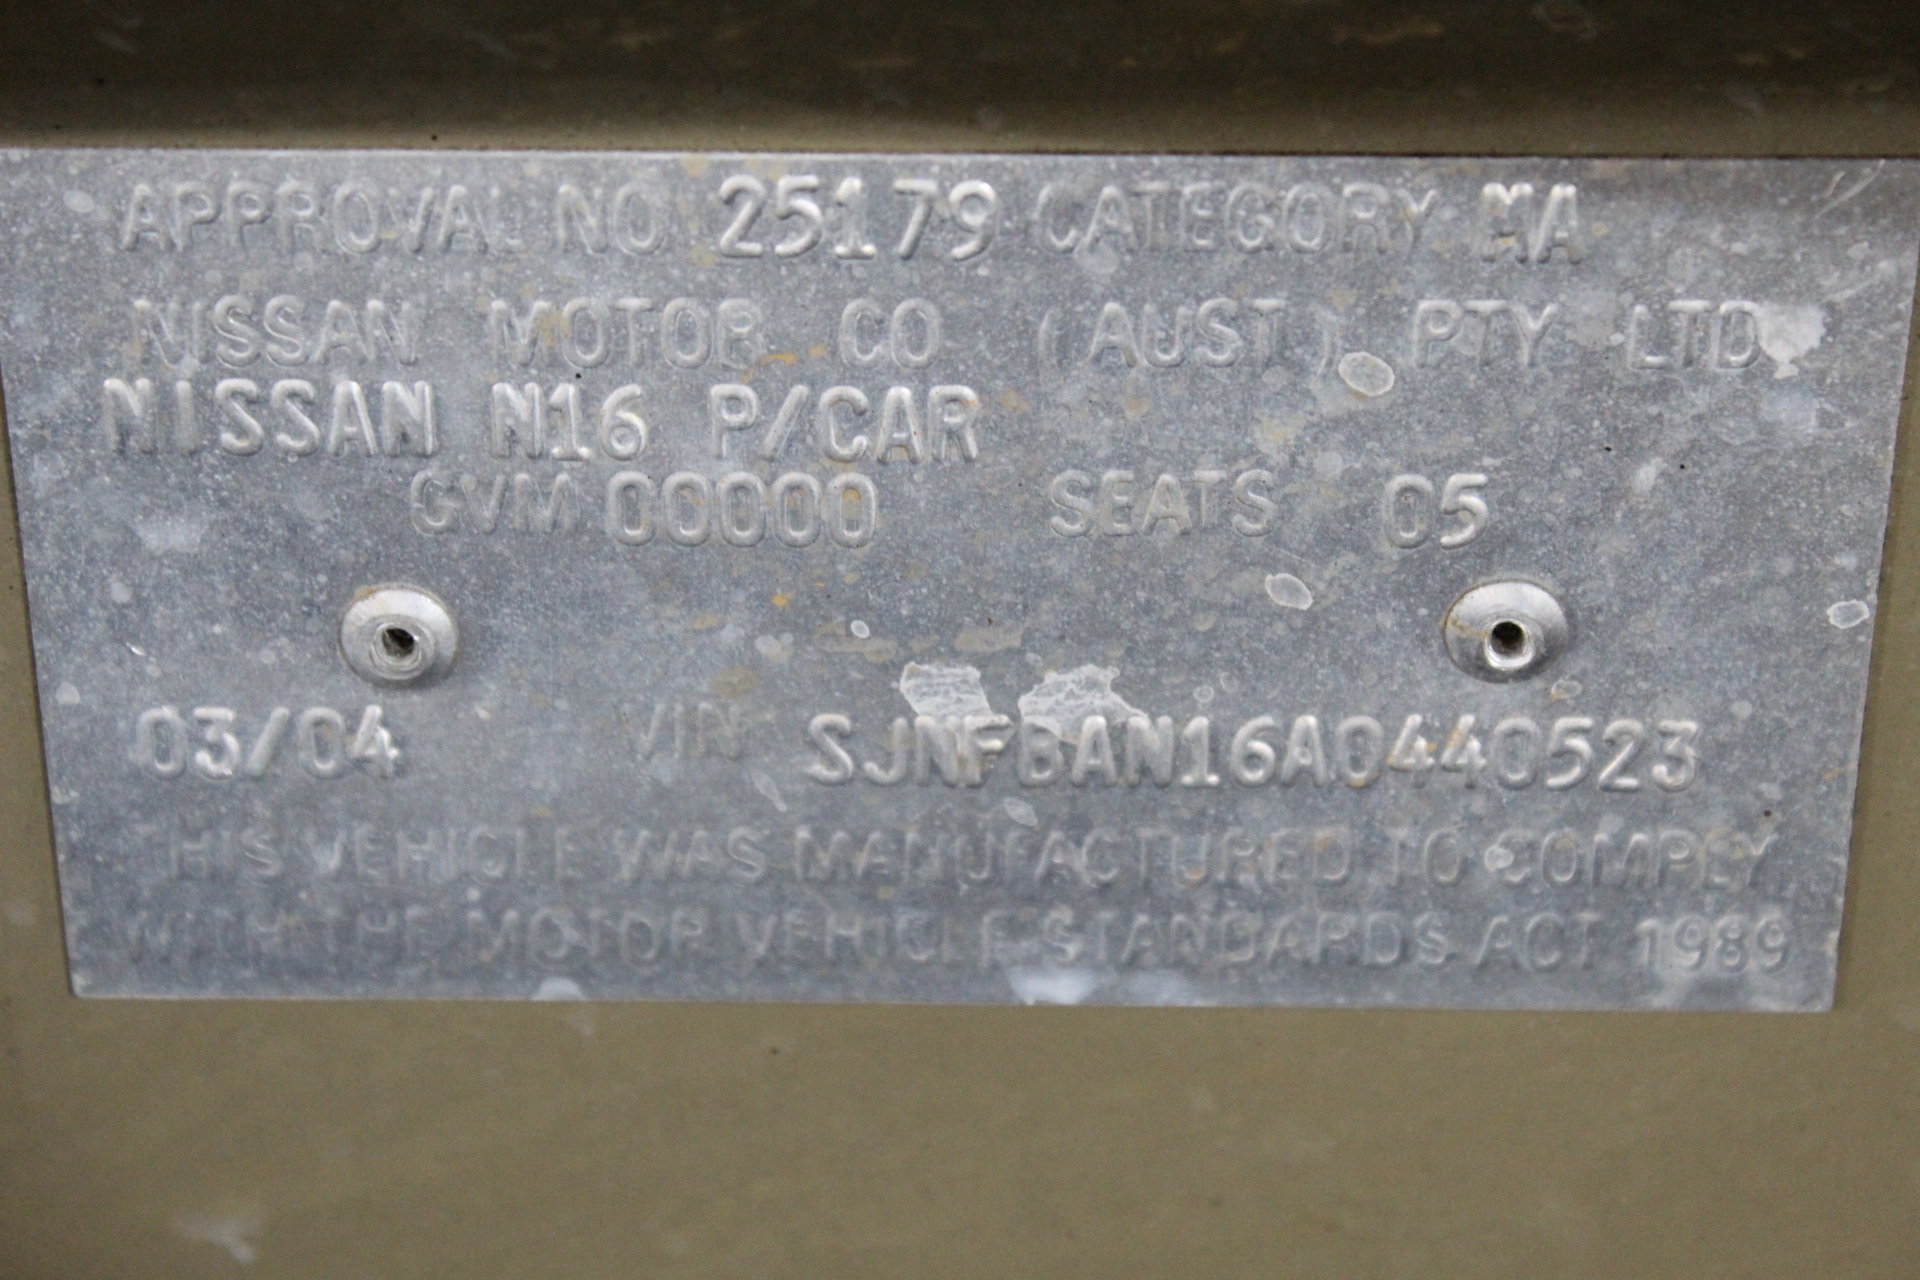 APPROVAL NO 25179 CATEGORY MA
NISSAN MOTOR CO (AUST) PTY LTD
NISSAN N16 P/CAR
GVM 00000 SEATS 05
03/04 VIN SJNFBAN16A0440523
THIS VEHICLE WAS MANUFACTURED TO COMPLY
WITH THE MOTOR VEHICLE STANDARDS ACT 1989